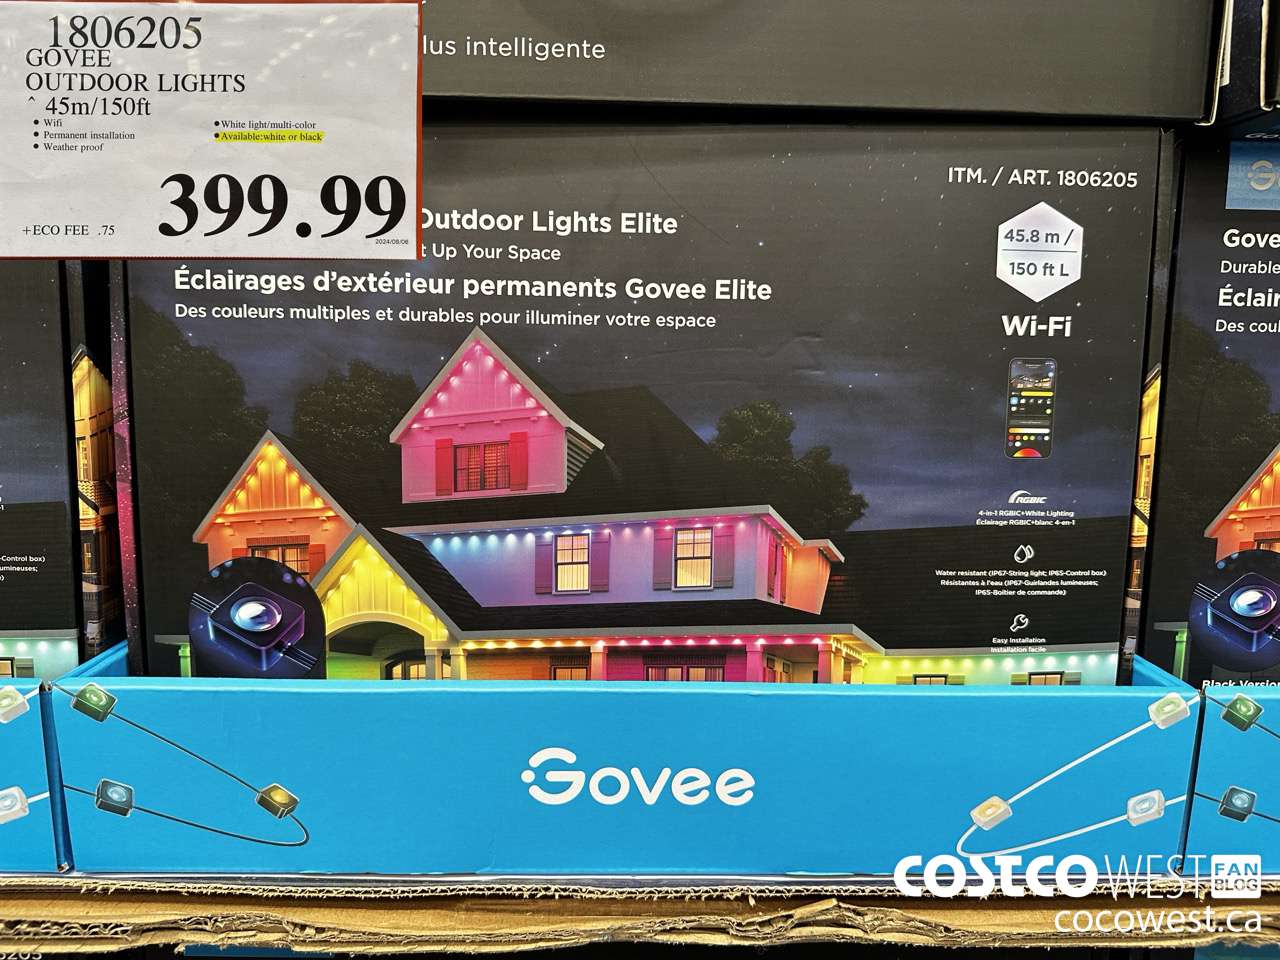 1806205
GOVEE
OUTDOOR LIGHTS
^ 45m/150ft
• Wifi
• Permanent installation
• Weather proof
• White light/multi-color
• Available:white or black
399.99
+ECO FEE .75
2024/08/08
lus intelligente
ITM. / ART. 1806205
Outdoor Lights Elite
t Up Your Space
Éclairages d'extérieur permanents Govee Elite
Des couleurs multiples et durables pour illuminer votre espace
45.8 m /
150 ft L
Wi-Fi
RGBIC
4-in-1 RGBIC+White Lighting
Éclairage RGBIC+blanc 4-en-1
Water resistant (IP67-String light; IP65-Control box)
Résistantes à l'eau (IP67-Guirlandes lumineuses;
IP65-Boîtier de commande)
Easy Installation
Installation facile
-Control box)
umineuses;
Gove
Durable
Éclair
Des coul
Black Version
Govee
COSTCO WEST FAN BLOG
cocowest.ca